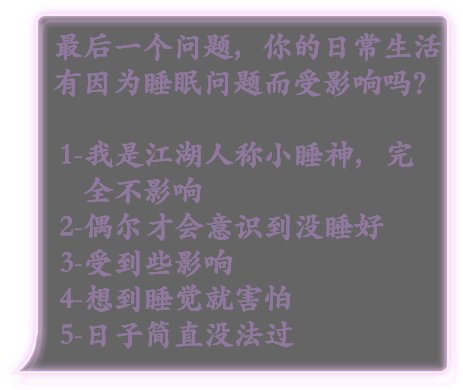 最后一个问题，你的日常生活
有因为睡眠问题而受影响吗？
1-我是江湖人称小睡神，完
全不影响
2-偶尔才会意识到没睡好
3-受到些影响
4-想到睡觉就害怕
5-日子简直没法过